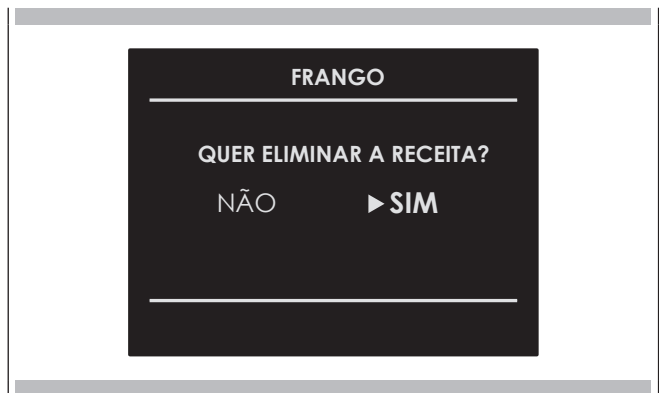 FRANGO
QUER ELIMINAR A RECEITA?
NÃO ▶SIM